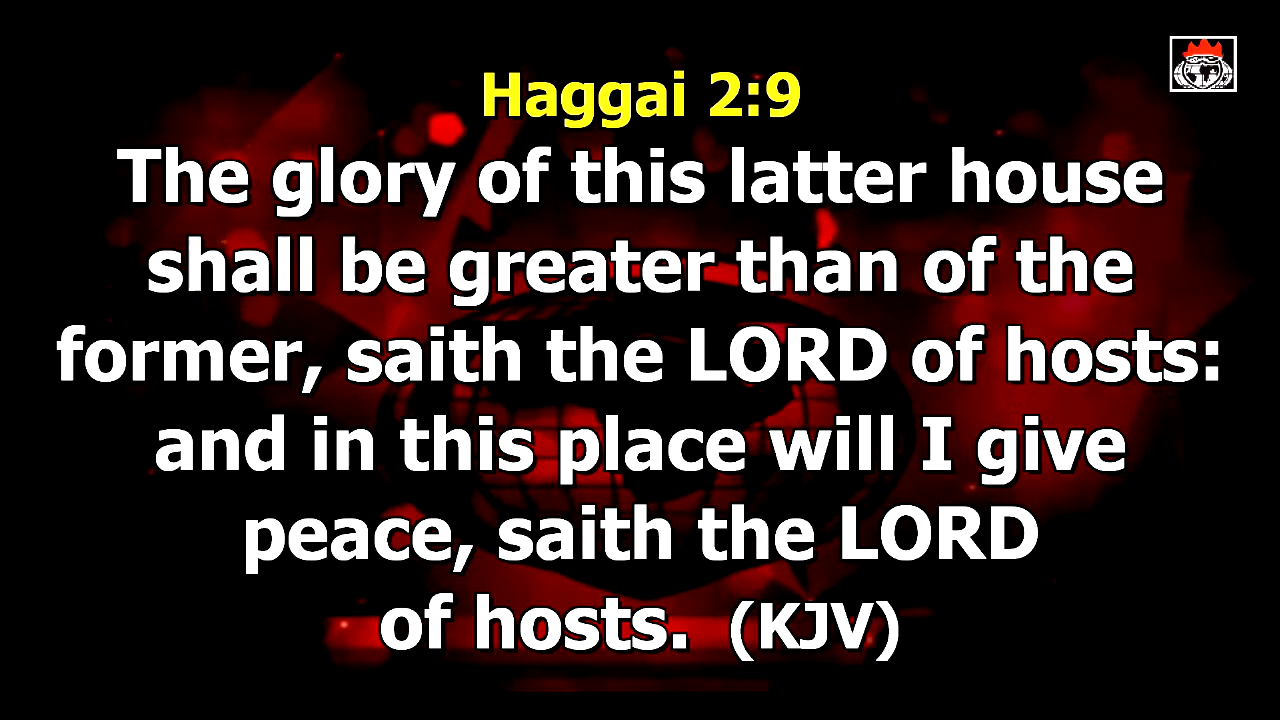 Haggai 2:9
The glory of this latter house
shall be greater than of the
former, saith the LORD of hosts:
and in this place will I give
peace, saith the LORD
of hosts. (KJV)